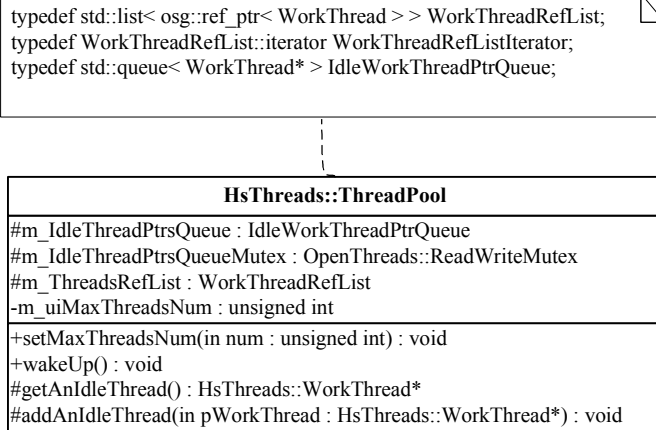 typedef std::list< osg::ref_ptr< WorkThread > > WorkThreadRefList;
typedef WorkThreadRefList::iterator WorkThreadRefListIterator;
typedef std::queue< WorkThread* > IdleWorkThreadPtrQueue;
HsThreads::ThreadPool
#m_IdleThreadPtrsQueue : IdleWorkThreadPtrQueue
#m_IdleThreadPtrsQueueMutex : OpenThreads::ReadWriteMutex
#m_ThreadsRefList : WorkThreadRefList
-m_uiMaxThreadsNum : unsigned int
+setMaxThreadsNum(in num : unsigned int) : void
+wakeUp() : void
#getAnIdleThread() : HsThreads::WorkThread*
#addAnIdleThread(in pWorkThread : HsThreads::WorkThread*) : void